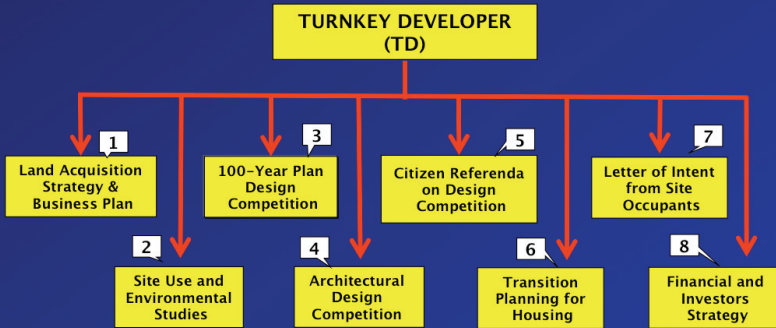 TURNKEY DEVELOPER
(TD)
1
Land Acquisition
Strategy &
Business Plan
2
Site Use and
Environmental
Studies
3
100-Year Plan
Design
Competition
4
Architectural
Design
Competition
5
Citizen Referenda
on Design
Competition
6
Transition
Planning for
Housing
7
Letter of Intent
from Site
Occupants
8
Financial and
Investors
Strategy